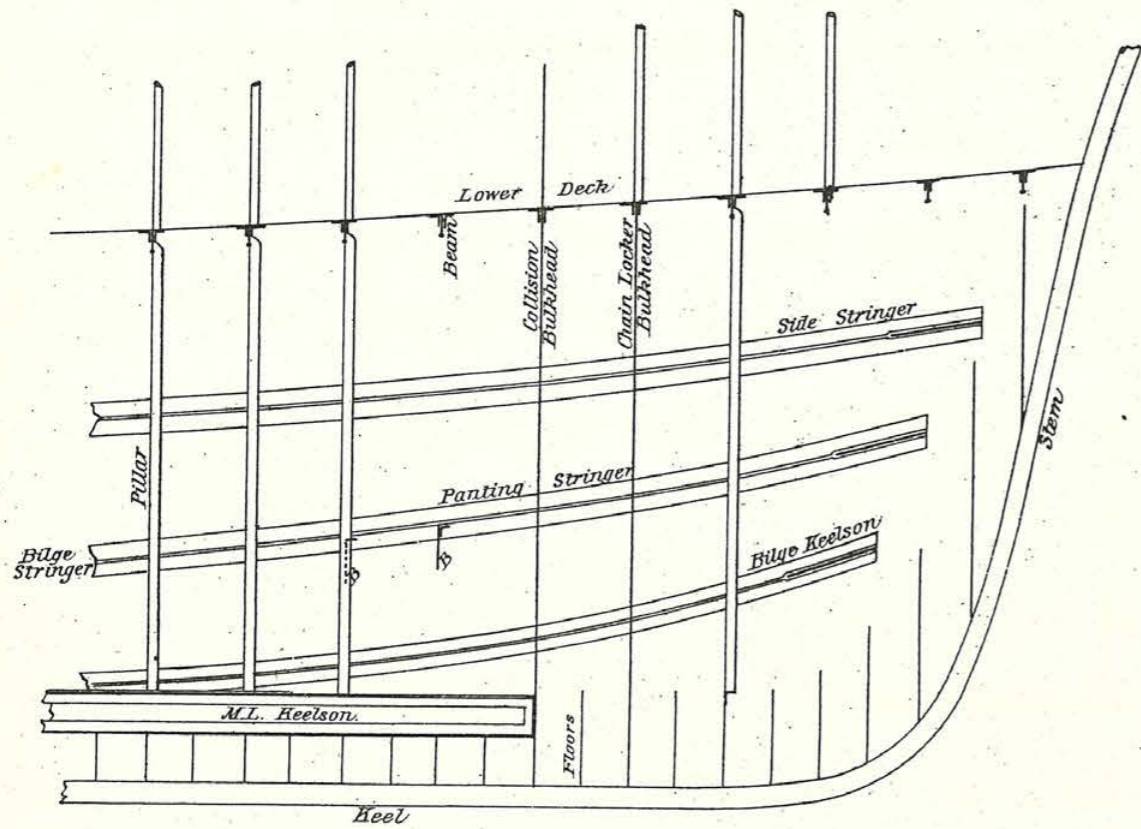 Lower Deck
Beam
Collision
Bulkhead
Chain Locker
Bulkhead
Side Stringer
Stem
Pillar
Panting Stringer
Bilge
Stringer
B
B
Bilge Keelson
M.L. Keelson.
Floors
Keel